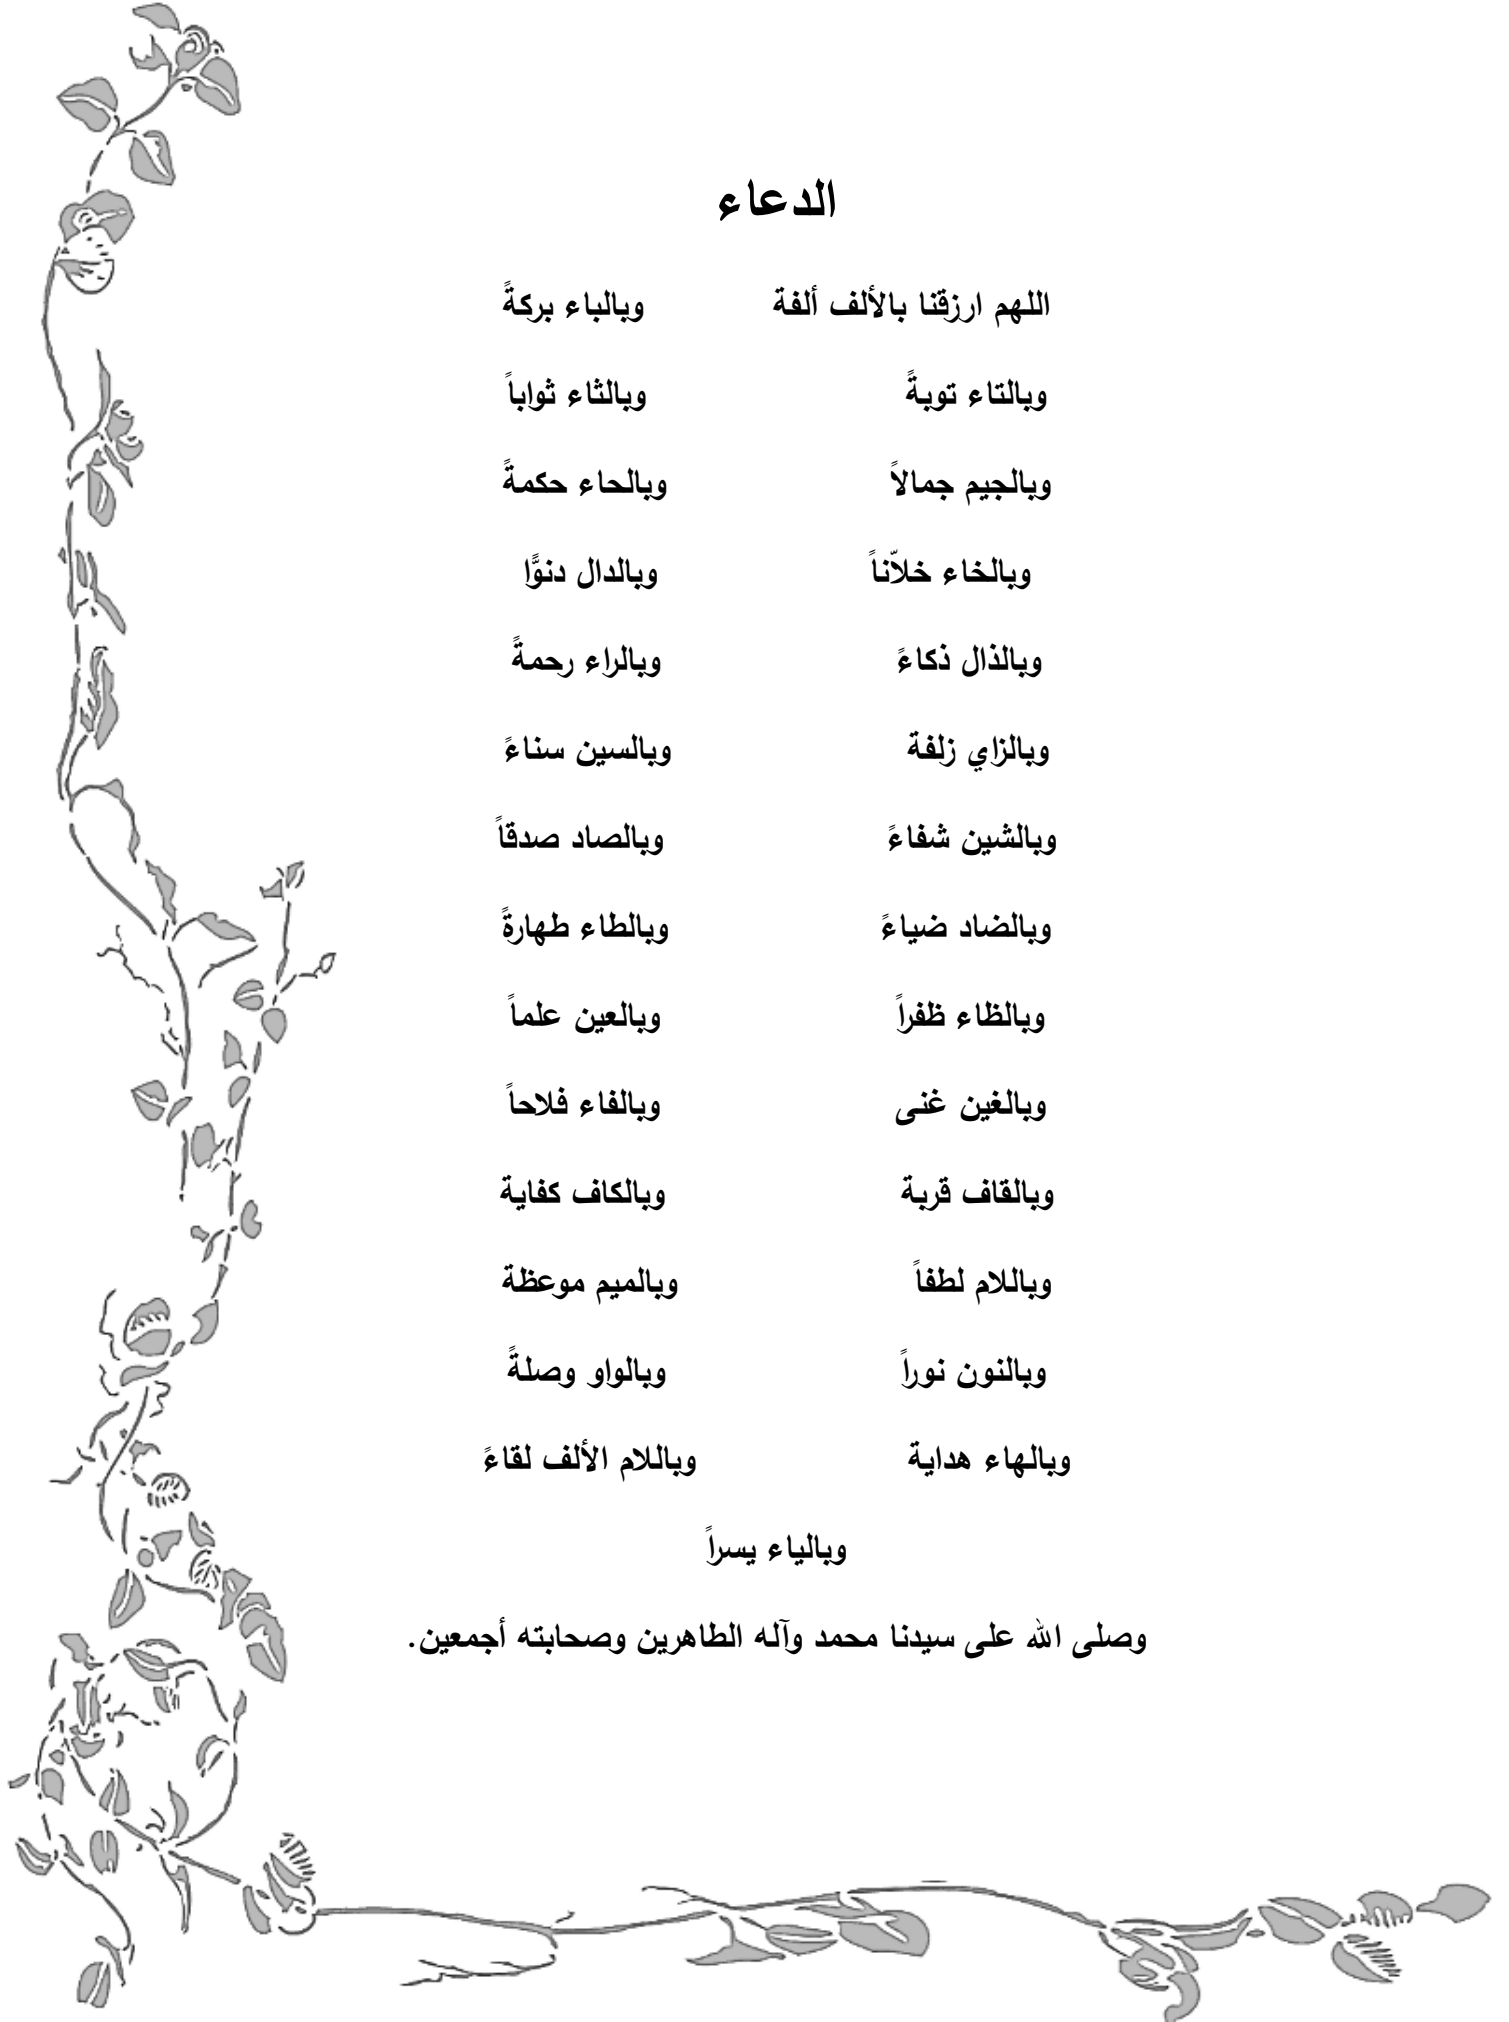 الدعاء
اللهم ارزقنا بالألف ألفة وبالباء بركةً
وبالتاء توبةً وبالثاء ثواباً
وبالجيم جمالاً وبالحاء حكمةً
وبالخاء خلاّناً وبالدال دنوًّا
وبالذال ذكاءً وبالراء رحمةً
وبالزاي زلفة وبالسين سناءً
وبالشين شفاءً وبالصاد صدقاً
وبالضاد ضياءً وبالطاء طهارةً
وبالظاء ظفراً وبالعين علماً
وبالغين غنى وبالفاء فلاحاً
وبالقاف قربة وبالكاف كفاية
وباللام لطفاً وبالميم موعظة
وبالنون نوراً وبالواو وصلةً
وبالهاء هداية وباللام الألف لقاءً
وبالياء يسراً
وصلى الله على سيدنا محمد وآله الطاهرين وصحابته أجمعين.